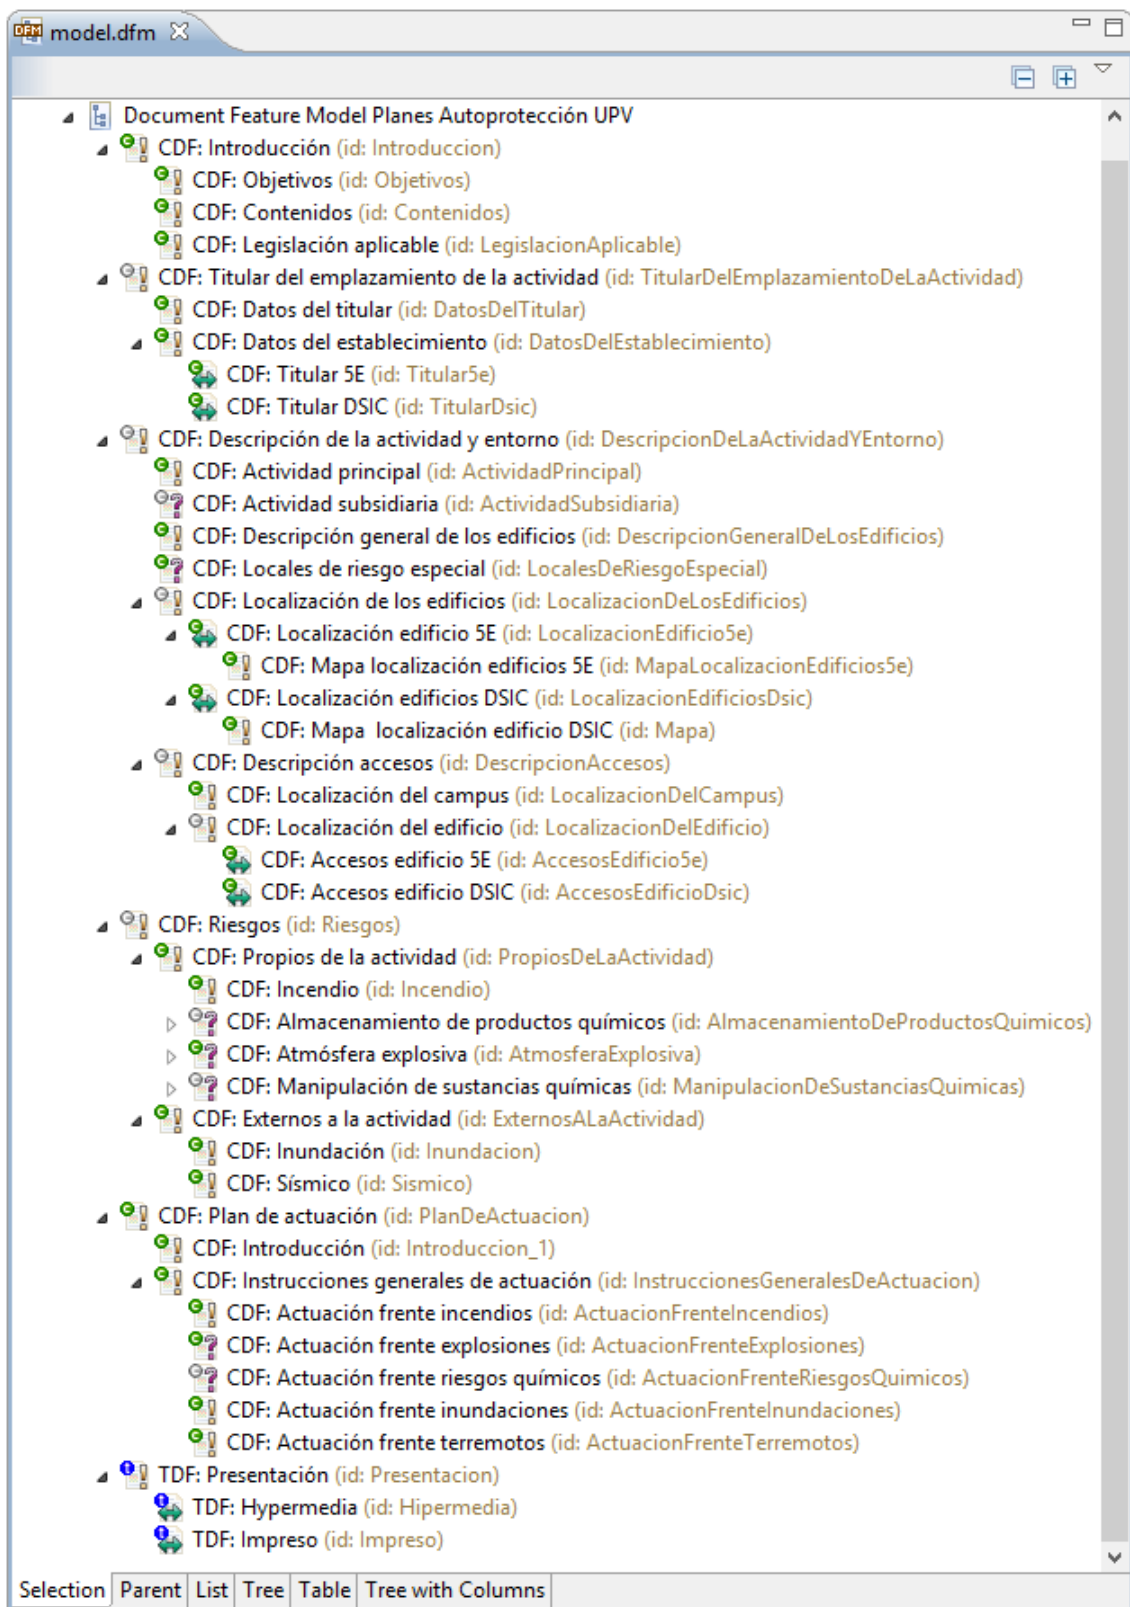 DFM model.dfm
Document Feature Model Planes Autoprotección UPV
CDF: Introducción (id: Introduccion)
CDF: Objetivos (id: Objetivos)
CDF: Contenidos (id: Contenidos)
CDF: Legislación aplicable (id: LegislacionAplicable)
CDF: Titular del emplazamiento de la actividad (id: TitularDelEmplazamientoDeLaActividad)
CDF: Datos del titular (id: DatosDelTitular)
CDF: Datos del establecimiento (id: DatosDelEstablecimiento)
CDF: Titular 5E (id: Titular5e)
CDF: Titular DSIC (id: TitularDsic)
CDF: Descripción de la actividad y entorno (id: DescripcionDeLaActividadYEntorno)
CDF: Actividad principal (id: ActividadPrincipal)
CDF: Actividad subsidiaria (id: ActividadSubsidiaria)
CDF: Descripción general de los edificios (id: DescripcionGeneralDeLosEdificios)
CDF: Locales de riesgo especial (id: LocalesDeRiesgoEspecial)
CDF: Localización de los edificios (id: LocalizacionDeLosEdificios)
CDF: Localización edificio 5E (id: LocalizacionEdificio5e)
CDF: Mapa localización edificios 5E (id: MapaLocalizacionEdificios5e)
CDF: Localización edificios DSIC (id: LocalizacionEdificiosDsic)
CDF: Mapa  localización edificio DSIC (id: Mapa)
CDF: Descripción accesos (id: DescripcionAccesos)
CDF: Localización del campus (id: LocalizacionDelCampus)
CDF: Localización del edificio (id: LocalizacionDelEdificio)
CDF: Accesos edificio 5E (id: AccesosEdificio5e)
CDF: Accesos edificio DSIC (id: AccesosEdificioDsic)
CDF: Riesgos (id: Riesgos)
CDF: Propios de la actividad (id: PropiosDeLaActividad)
CDF: Incendio (id: Incendio)
CDF: Almacenamiento de productos químicos (id: AlmacenamientoDeProductosQuimicos)
CDF: Atmósfera explosiva (id: AtmosferaExplosiva)
CDF: Manipulación de sustancias químicas (id: ManipulacionDeSustanciasQuimicas)
CDF: Externos a la actividad (id: ExternosALaActividad)
CDF: Inundación (id: Inundacion)
CDF: Sísmico (id: Sismico)
CDF: Plan de actuación (id: PlanDeActuacion)
CDF: Introducción (id: Introduccion_1)
CDF: Instrucciones generales de actuación (id: InstruccionesGeneralesDeActuacion)
CDF: Actuación frente incendios (id: ActuacionFrenteIncendios)
CDF: Actuación frente explosiones (id: ActuacionFrenteExplosiones)
CDF: Actuación frente riesgos químicos (id: ActuacionFrenteRiesgosQuimicos)
CDF: Actuación frente inundaciones (id: ActuacionFrenteInundaciones)
CDF: Actuación frente terremotos (id: ActuacionFrenteTerremotos)
TDF: Presentación (id: Presentacion)
TDF: Hypermedia (id: Hipermedia)
TDF: Impreso (id: Impreso)
Selection Parent List Tree Table Tree with Columns